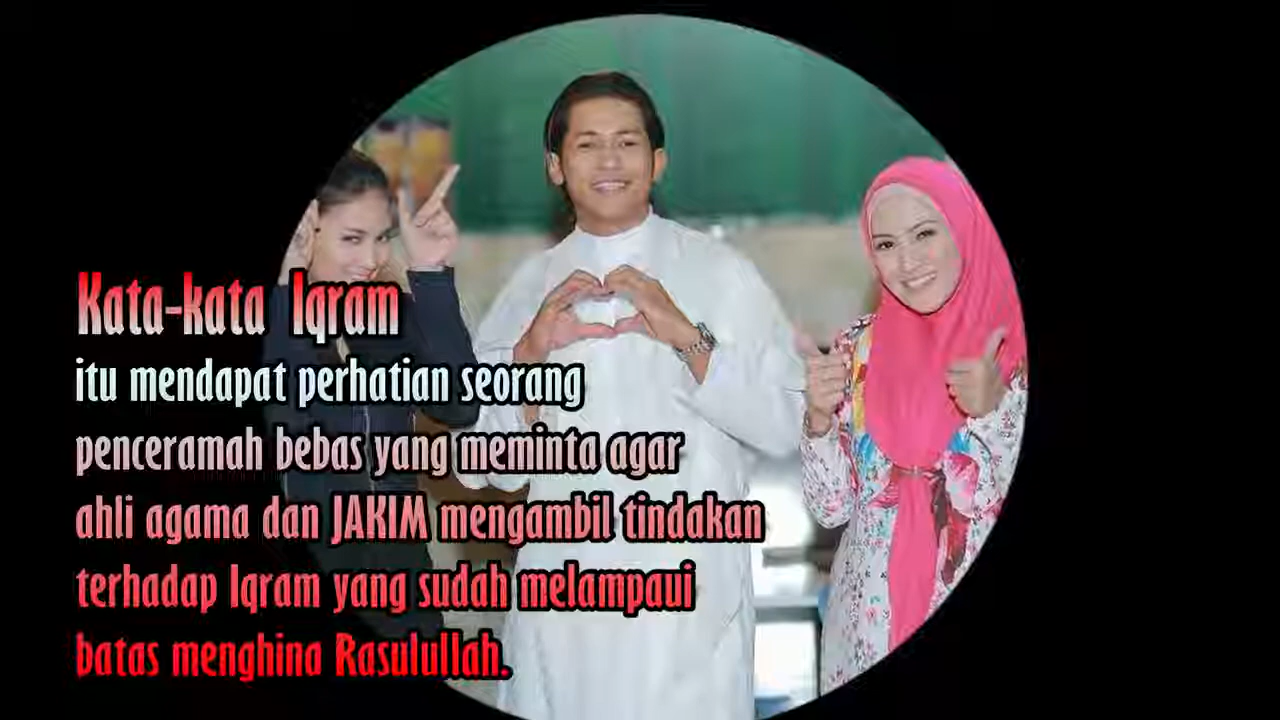 Kata-kata Iqram
itu mendapat perhatian seorang
penceramah bebas yang meminta agar
ahli agama dan JAKIM mengambil tindakan
terhadap Iqram yang sudah melampaui
batas menghina Rasulullah.